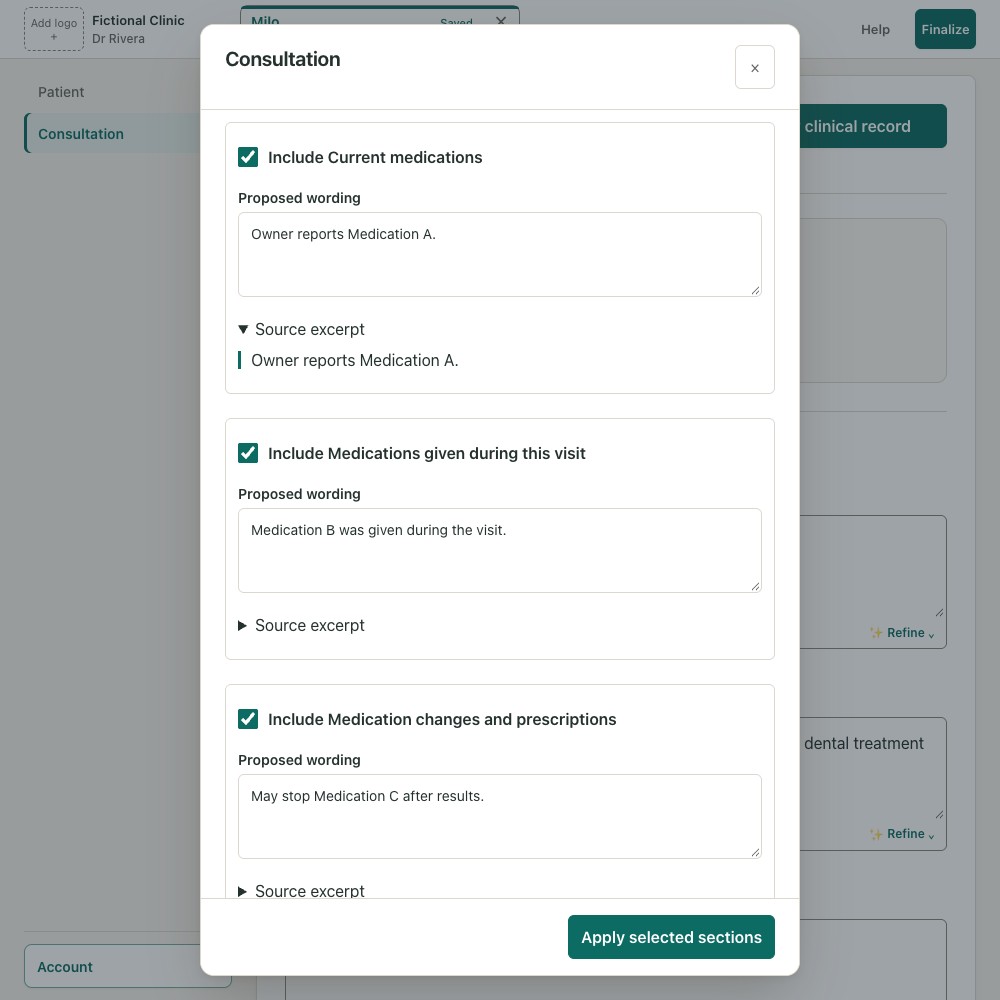 Add logo
+
Fictional Clinic
Dr Rivera
Milo
Saved
×
Help
Finalize
Patient
Consultation
Account
clinical record
Refine
dental treatment
Refine
Consultation
×
Include Current medications
Proposed wording
Owner reports Medication A.
Source excerpt
Owner reports Medication A.
Include Medications given during this visit
Proposed wording
Medication B was given during the visit.
Source excerpt
Include Medication changes and prescriptions
Proposed wording
May stop Medication C after results.
Source excerpt
Apply selected sections